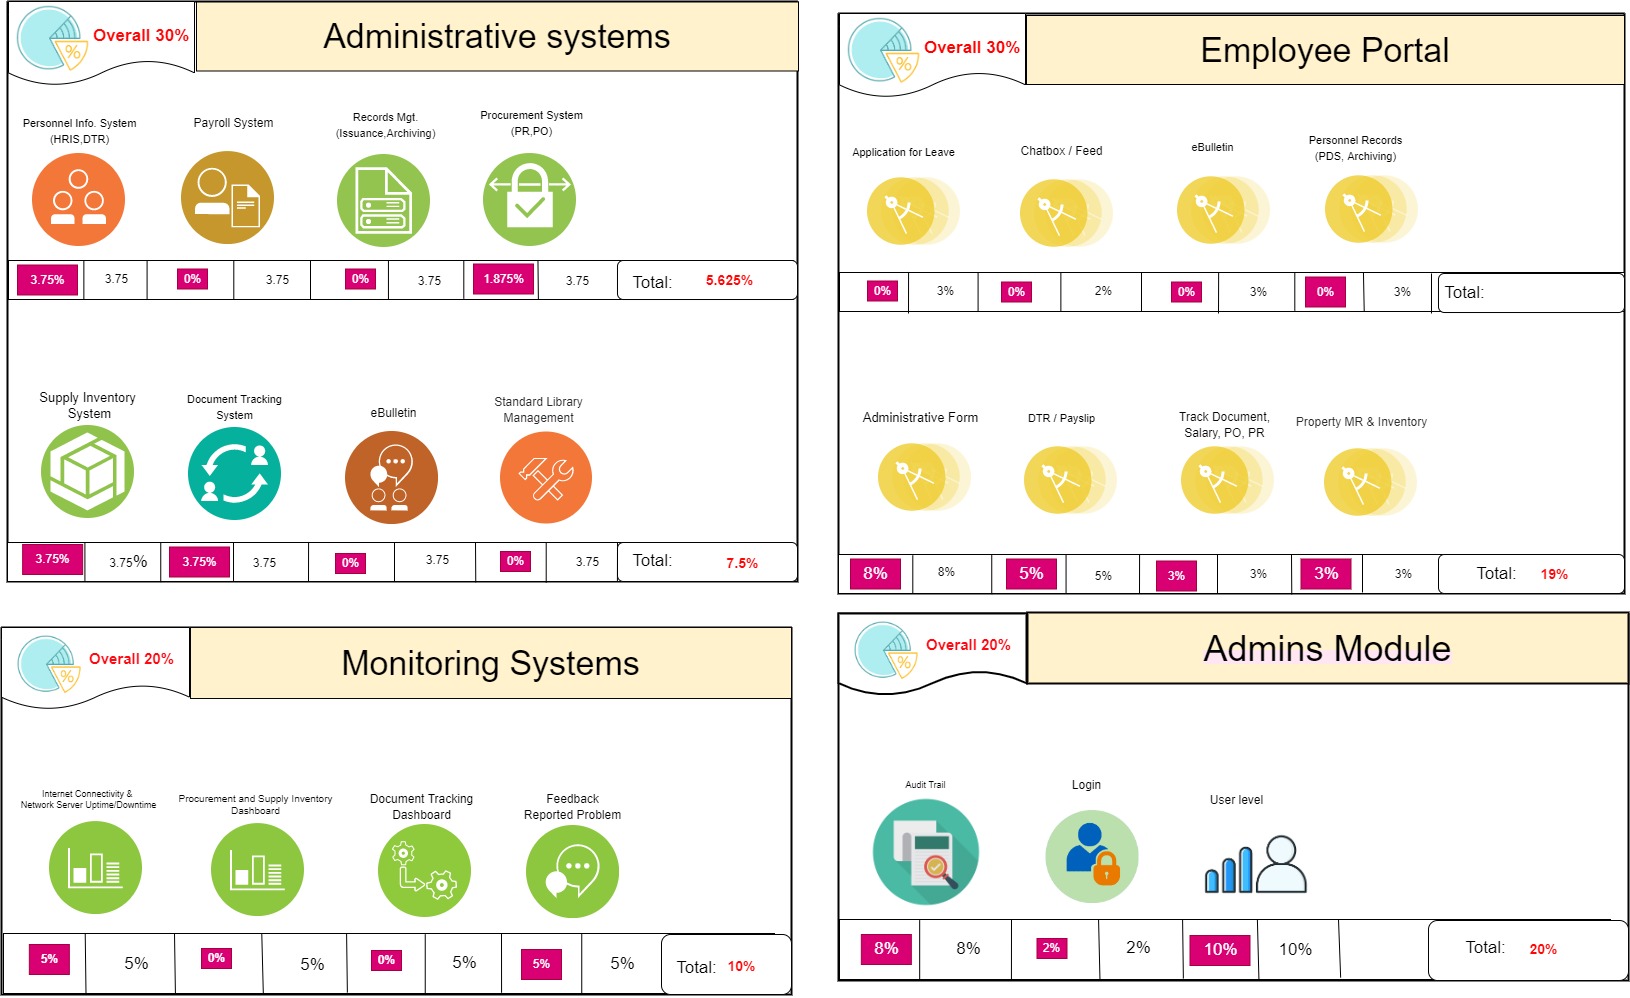 %
Overall 30%
Administrative systems
Personnel Info. System
(HRIS,DTR)
Payroll System
Records Mgt.
(Issuance,Archiving)
Procurement System
(PR,PO)
3.75% 3.75 0% 3.75 0% 3.75 1.875% 3.75 Total: 5.625%
Supply Inventory
System
Document Tracking
System
eBulletin
Standard Library
Management
3.75% 3.75% 3.75% 3.75 0% 3.75 0% 3.75 Total: 7.5%
%
Overall 30%
Employee Portal
Application for Leave
Chatbox / Feed
eBulletin
Personnel Records
(PDS, Archiving)
0% 3% 0% 2% 0% 3% 0% 3% Total:
Administrative Form
DTR / Payslip
Track Document,
Salary, PO, PR
Property MR & Inventory
8% 8% 5% 5% 3% 3% 3% 3% Total: 19%
%
Overall 20%
Monitoring Systems
Internet Connectivity &
Network Server Uptime/Downtime
Procurement and Supply Inventory
Dashboard
Document Tracking
Dashboard
Feedback
Reported Problem
5% 5% 0% 5% 0% 5% 5% 5% Total: 10%
%
Overall 20%
Admins Module
Audit Trail
Login
User level
8% 8% 2% 2% 10% 10% Total: 20%